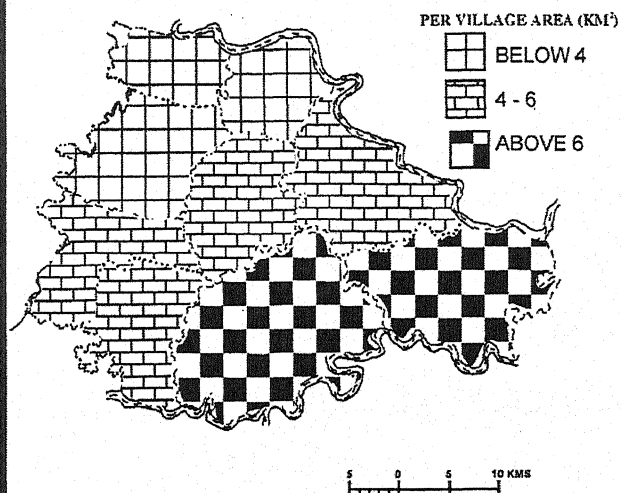 PER VILLAGE AREA (KM²)
BELOW 4
4 - 6
ABOVE 6
5 0 5 10 KMS